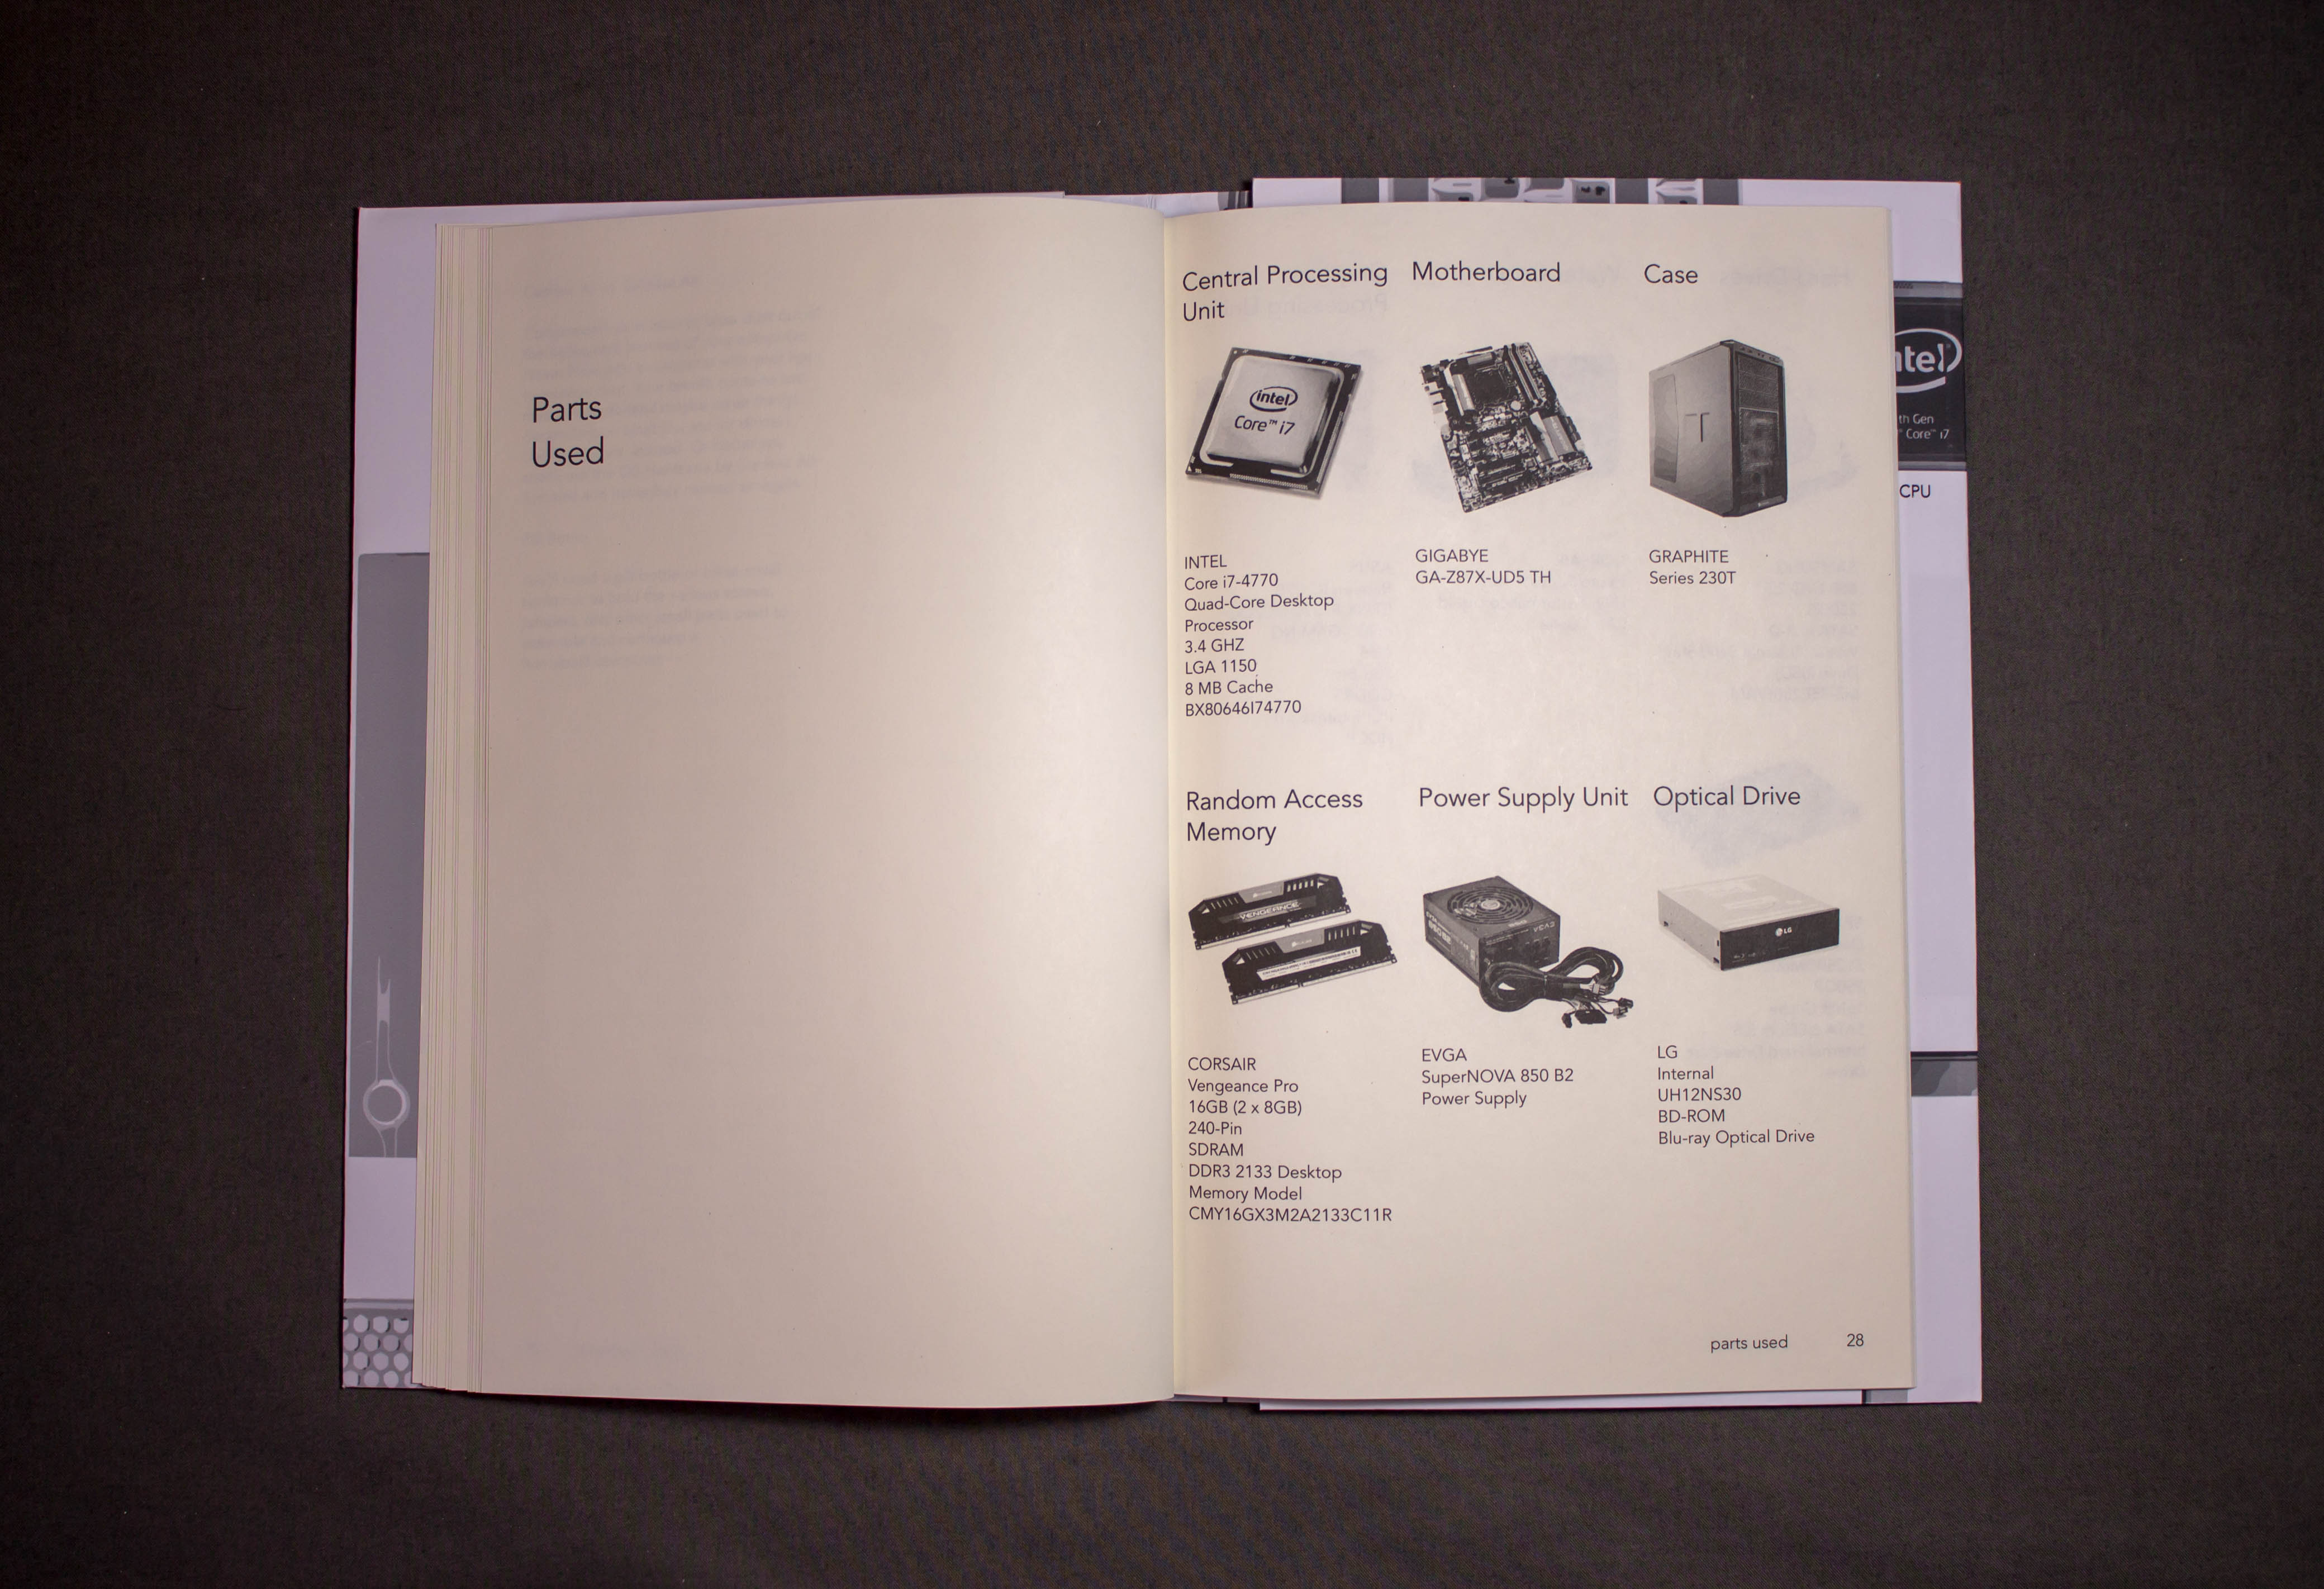 Parts
Used
Central Processing
Unit
intel
Core™ i7
INTEL
Core i7-4770
Quad-Core Desktop
Processor
3.4 GHZ
LGA 1150
8 MB Cache
BX80646I74770
Motherboard
GIGABYE
GA-Z87X-UD5 TH
Case
GRAPHITE
Series 230T
Random Access
Memory
VENGEANCE
CORSAIR
Vengeance Pro
16GB (2 x 8GB)
240-Pin
SDRAM
DDR3 2133 Desktop
Memory Model
CMY16GX3M2A2133C11R
Power Supply Unit
EVGA
EVGA
SuperNOVA 850 B2
Power Supply
Optical Drive
LG
LG
Internal
UH12NS30
BD-ROM
Blu-ray Optical Drive
parts used 28
ntel
th Gen
Core™ i7
CPU